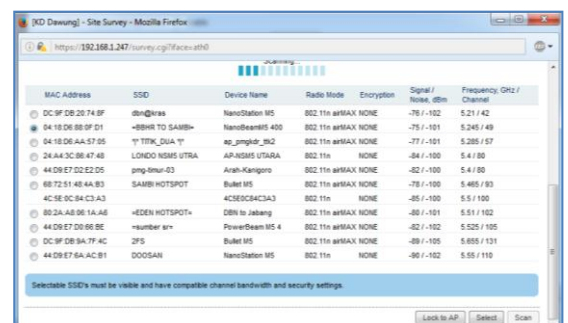 [KD Dawung] - Site Survey - Mozilla Firefox
https://192.168.1.247/survey.cgi?iface=ath0
Scanning...
MAC Address SSID Device Name Radio Mode Encryption Signal / Noise, dBm Frequency, GHz / Channel
DC:9F:DB:20:74:8F dbn@kras NanoStation M5 802.11n airMAX NONE -76 / -102 5.21 / 42
04:18:D6:88:0F:D1 =BBHR TO SAMBI= NanoBeamM5 400 802.11n airMAX NONE -75 / -101 5.245 / 49
04:18:D6:AA:57:05 TITIK_DUA ap_pmgkdr_ttk2 802.11n airMAX NONE -77 / -101 5.285 / 57
24:A4:3C:86:47:48 LONDO NSM5 UTRA AP-NSM5 UTARA 802.11n NONE -84 / -100 5.4 / 80
44:D9:E7:D2:E2:D5 pmg-timur-03 Arah-Kanigoro 802.11n airMAX NONE -82 / -100 5.4 / 80
68:72:51:48:4A:B3 SAMBI HOTSPOT Bullet M5 802.11n airMAX NONE -78 / -100 5.465 / 93
4C:5E:0C:84:C3:A3 4C5E0C84C3A3 802.11n NONE -85 / -100 5.5 / 100
80:2A:A8:06:1A:A6 =EDEN HOTSPOT= DBN to Jabang 802.11n airMAX NONE -80 / -101 5.51 / 102
44:D9:E7:D0:66:BE =sumber sr= PowerBeam M5 4 802.11n airMAX NONE -82 / -102 5.525 / 105
DC:9F:DB:9A:7F:4C 2FS Bullet M5 802.11n airMAX NONE -89 / -105 5.655 / 131
44:D9:E7:6A:AC:B1 DOOSAN NanoStation M5 802.11n airMAX NONE -90 / -102 5.55 / 110
Selectable SSID's must be visible and have compatible channel bandwidth and security settings.
Lock to AP Select Scan